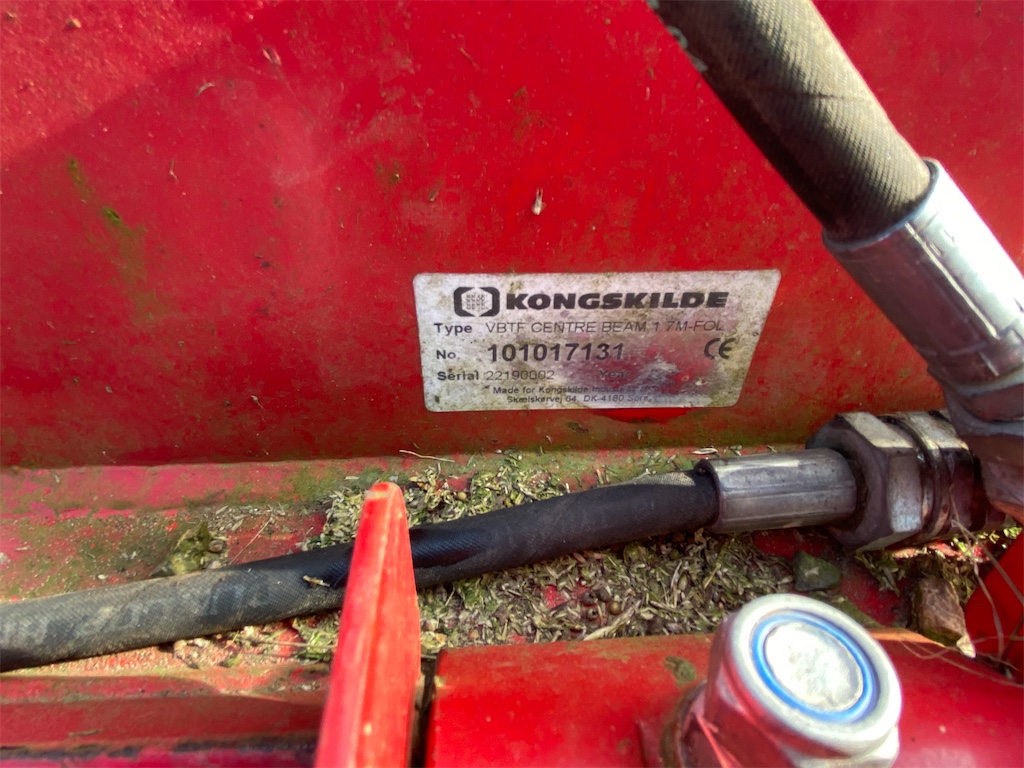 KONGSKILDE
Type VBTF CENTRE BEAM 1.7M-FOL
No. 101017131
CE
Serial 22190002
Made for Kongskilde
Skælskørvej 64, DK-4180 Sorø,